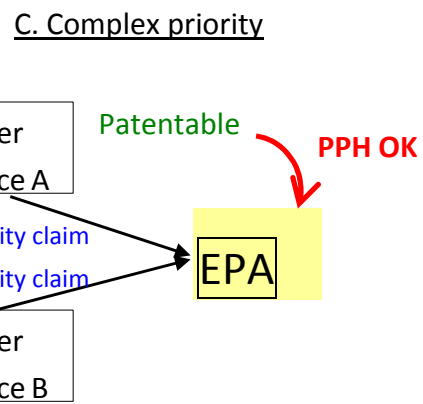 C. Complex priority
Patentable
PPH OK
er
ce A
ity claim
EPA
ity claim
er
ce B